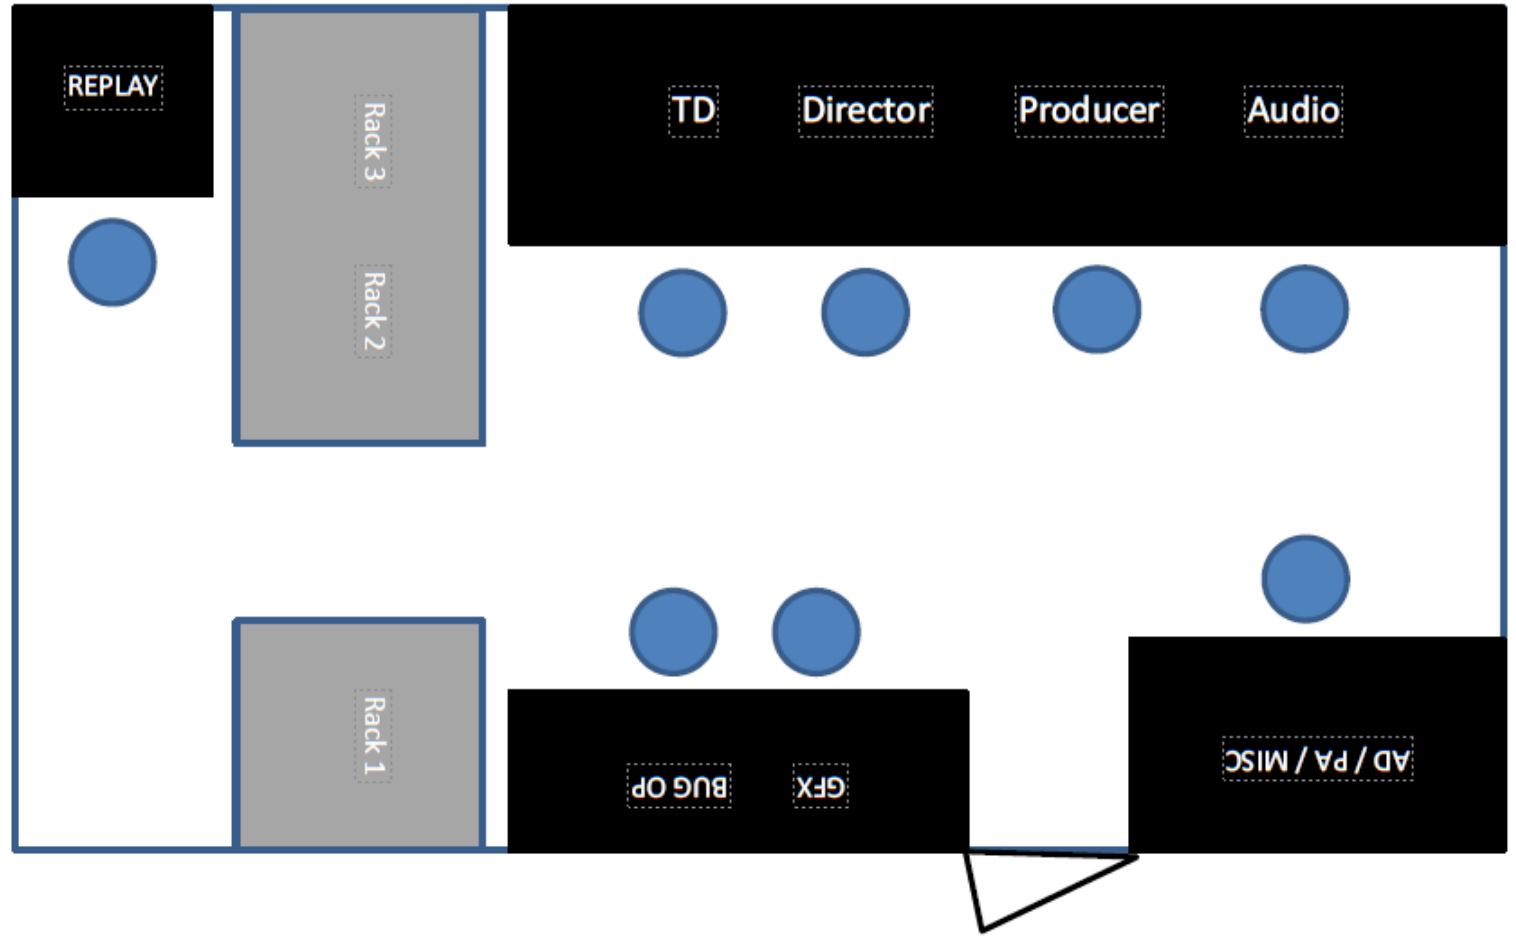 REPLAY
Rack 3
Rack 2
Rack 1
TD
Director
Producer
Audio
BUG OP
GFX
AD / PA / MISC